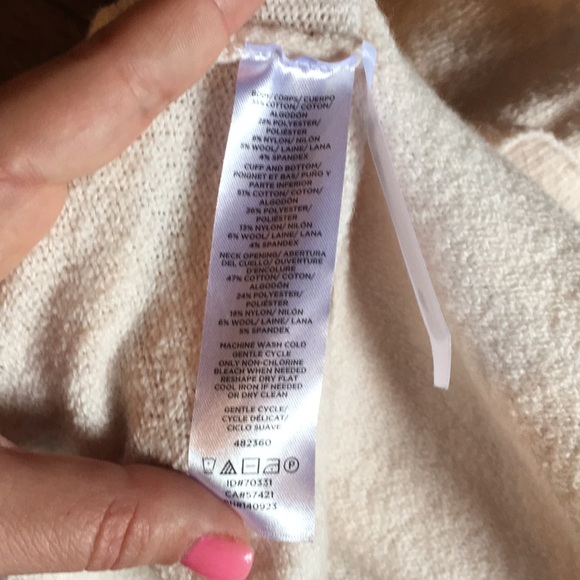 BODY/ CORPS/ CUERPO
55% COTTON/ COTON/
ALGODÓN
28% POLYESTER/
POLIÉSTER
8% NYLON/ NILÓN
5% WOOL/ LAINE/ LANA
4% SPANDEX
CUFF AND BOTTOM/
POIGNET ET BAS/ PUÑO Y
PARTE INFERIOR
51% COTTON/ COTON/
ALGODÓN
26% POLYESTER/
POLIÉSTER
13% NYLON/ NILÓN
6% WOOL/ LAINE/ LANA
4% SPANDEX
NECK OPENING/ ABERTURA
DEL CUELLO/ OUVERTURE
D'ENCOLURE
47% COTTON/ COTON/
ALGODÓN
24% POLYESTER/
POLIÉSTER
18% NYLON/ NILÓN
6% WOOL/ LAINE/ LANA
5% SPANDEX
MACHINE WASH COLD
GENTLE CYCLE
ONLY NON-CHLORINE
BLEACH WHEN NEEDED
RESHAPE DRY FLAT
COOL IRON IF NEEDED
OR DRY CLEAN
GENTLE CYCLE/
CYCLE DÉLICAT/
CICLO SUAVE
482360
P
ID#70331
CA#57421
#140923